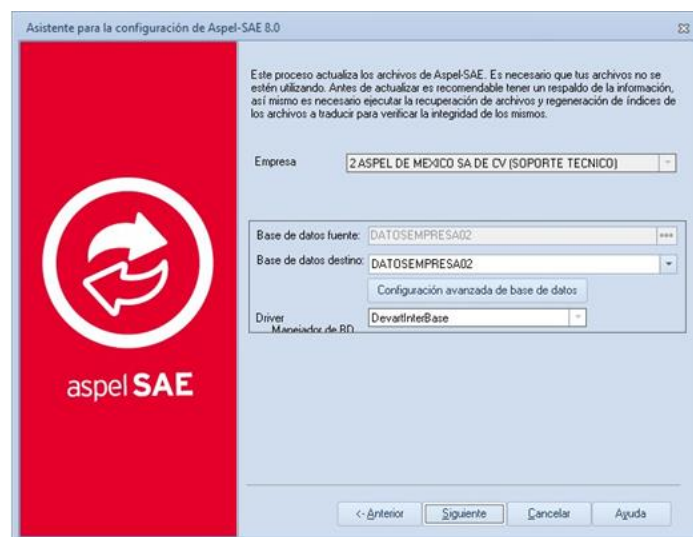 Asistente para la configuración de Aspel-SAE 8.0
Este proceso actualiza los archivos de Aspel-SAE. Es necesario que tus archivos no se
estén utilizando. Antes de actualizar es recomendable tener un respaldo de la información,
así mismo es necesario ejecutar la recuperación de archivos y regeneración de índices de
los archivos a traducir para verificar la integridad de los mismos.
Empresa
2 ASPEL DE MEXICO SA DE CV (SOPORTE TECNICO)
Base de datos fuente: DATOSEMPRESA02
Base de datos destino: DATOSEMPRESA02
Configuración avanzada de base de datos
Driver DevartInterBase
Manejador de BD
aspel SAE
<- Anterior Siguiente Cancelar Ayuda